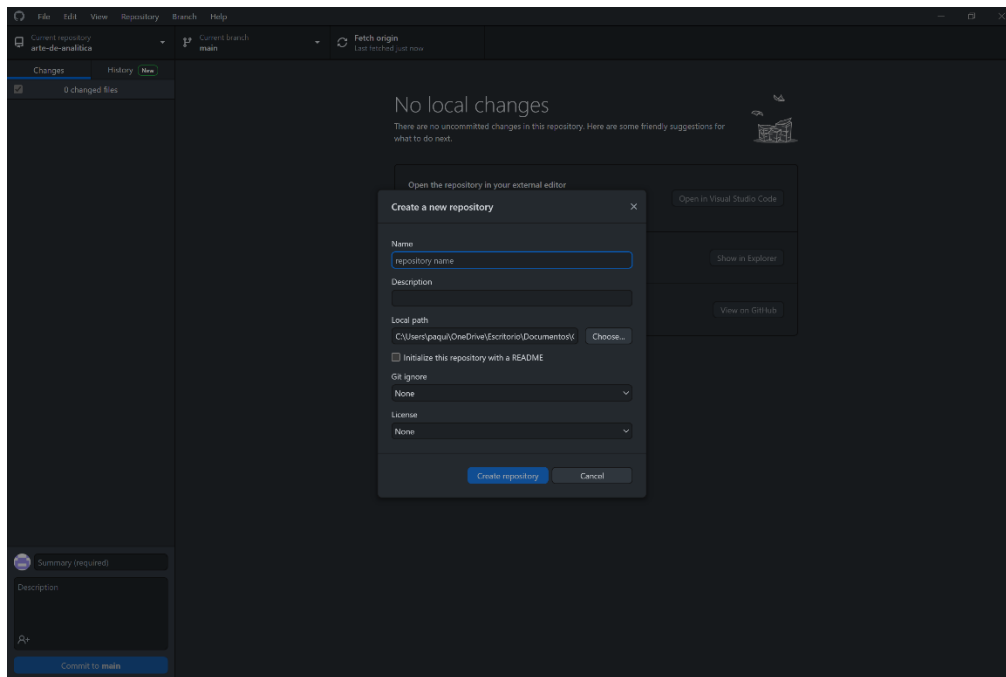 File Edit View Repository Branch Help
Current repository
arte-de-analitica
Current branch
main
Fetch origin
Last fetched just now
Changes History New
0 changed files
No local changes
There are no uncommitted changes in this repository. Here are some friendly suggestions for
what to do next.
Open the repository in your external editor
Open in Visual Studio Code
Show in Explorer
View on GitHub
Create a new repository
Name
repository name
Description
Local path
C:\Users\paqui\OneDrive\Escritorio\Documentos\
Choose...
Initialize this repository with a README
Git ignore
None
License
None
Create repository Cancel
Summary (required)
Description
Commit to main